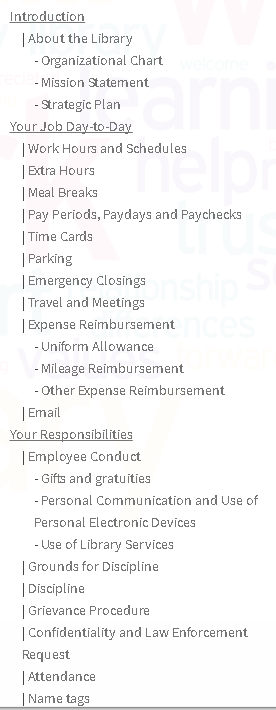 Introduction
| About the Library
- Organizational Chart
- Mission Statement
- Strategic Plan
Your Job Day-to-Day
| Work Hours and Schedules
| Extra Hours
| Meal Breaks
| Pay Periods, Paydays and Paychecks
| Time Cards
| Parking
| Emergency Closings
| Travel and Meetings
| Expense Reimbursement
- Uniform Allowance
- Mileage Reimbursement
- Other Expense Reimbursement
| Email
Your Responsibilities
| Employee Conduct
- Gifts and gratuities
- Personal Communication and Use of
Personal Electronic Devices
- Use of Library Services
| Grounds for Discipline
| Discipline
| Grievance Procedure
| Confidentiality and Law Enforcement
Request
| Attendance
| Name tags
welcome